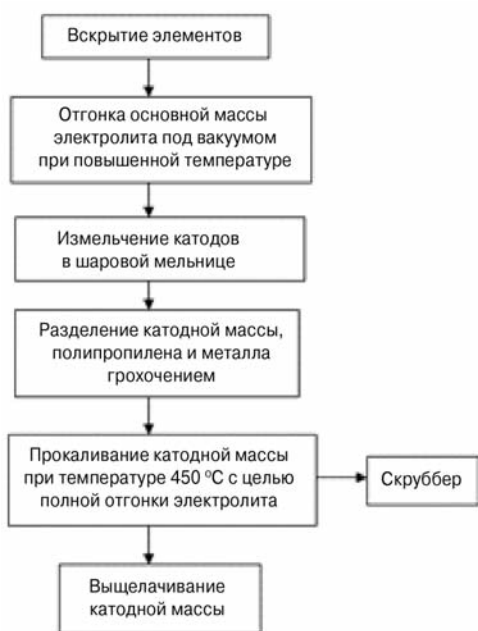 Вскрытие элементов
Отгонка основной массы
электролита под вакуумом
при повышенной температуре
Измельчение катодов
в шаровой мельнице
Разделение катодной массы,
полипропилена и металла
грохочением
Прокаливание катодной массы
при температуре 450 °С с целью
полной отгонки электролита
Скруббер
Выщелачивание
катодной массы